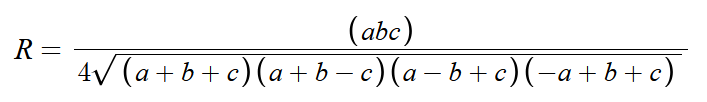 R = (abc) / 4√(a + b + c)(a + b − c)(a − b + c)(−a + b + c)